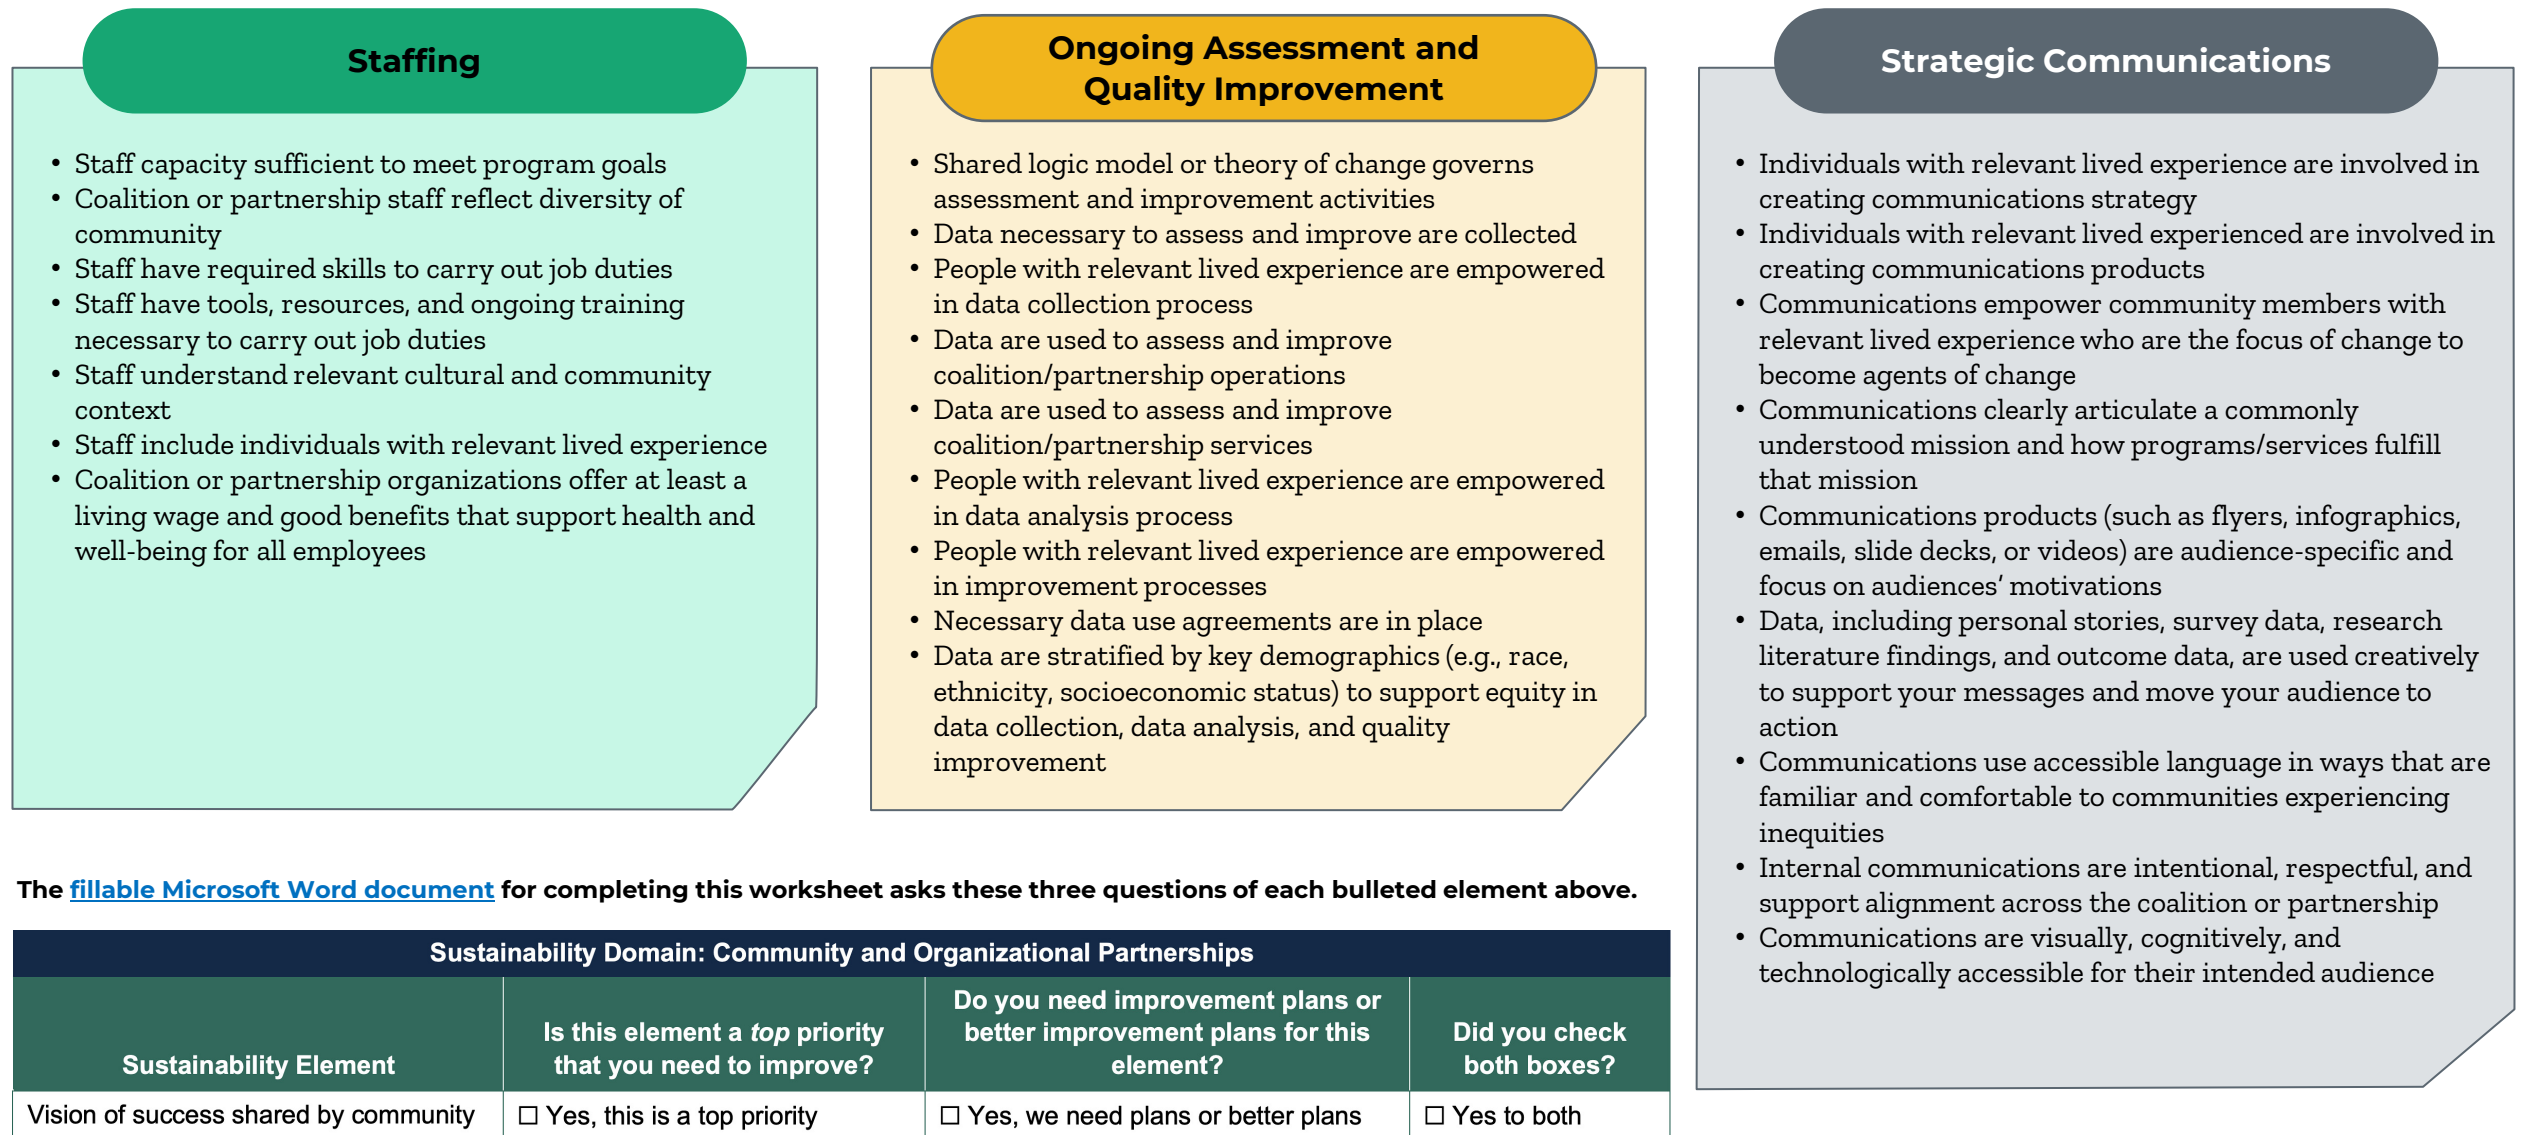 Staffing
• Staff capacity sufficient to meet program goals
• Coalition or partnership staff reflect diversity of
community
• Staff have required skills to carry out job duties
• Staff have tools, resources, and ongoing training
necessary to carry out job duties
• Staff understand relevant cultural and community
context
• Staff include individuals with relevant lived experience
• Coalition or partnership organizations offer at least a
living wage and good benefits that support health and
well-being for all employees
Ongoing Assessment and
Quality Improvement
• Shared logic model or theory of change governs
assessment and improvement activities
• Data necessary to assess and improve are collected
• People with relevant lived experience are empowered
in data collection process
• Data are used to assess and improve
coalition/partnership operations
• Data are used to assess and improve
coalition/partnership services
• People with relevant lived experience are empowered
in data analysis process
• People with relevant lived experience are empowered
in improvement processes
• Necessary data use agreements are in place
• Data are stratified by key demographics (e.g., race,
ethnicity, socioeconomic status) to support equity in
data collection, data analysis, and quality
improvement
Strategic Communications
• Individuals with relevant lived experience are involved in
creating communications strategy
• Individuals with relevant lived experienced are involved in
creating communications products
• Communications empower community members with
relevant lived experience who are the focus of change to
become agents of change
• Communications clearly articulate a commonly
understood mission and how programs/services fulfill
that mission
• Communications products (such as flyers, infographics,
emails, slide decks, or videos) are audience-specific and
focus on audiences’ motivations
• Data, including personal stories, survey data, research
literature findings, and outcome data, are used creatively
to support your messages and move your audience to
action
• Communications use accessible language in ways that are
familiar and comfortable to communities experiencing
inequities
• Internal communications are intentional, respectful, and
support alignment across the coalition or partnership
• Communications are visually, cognitively, and
technologically accessible for their intended audience
The fillable Microsoft Word document for completing this worksheet asks these three questions of each bulleted element above.
Sustainability Domain: Community and Organizational Partnerships
Sustainability Element
Is this element a top priority
that you need to improve?
Do you need improvement plans or
better improvement plans for this
element?
Did you check
both boxes?
Vision of success shared by community
☐ Yes, this is a top priority
☐ Yes, we need plans or better plans
☐ Yes to both